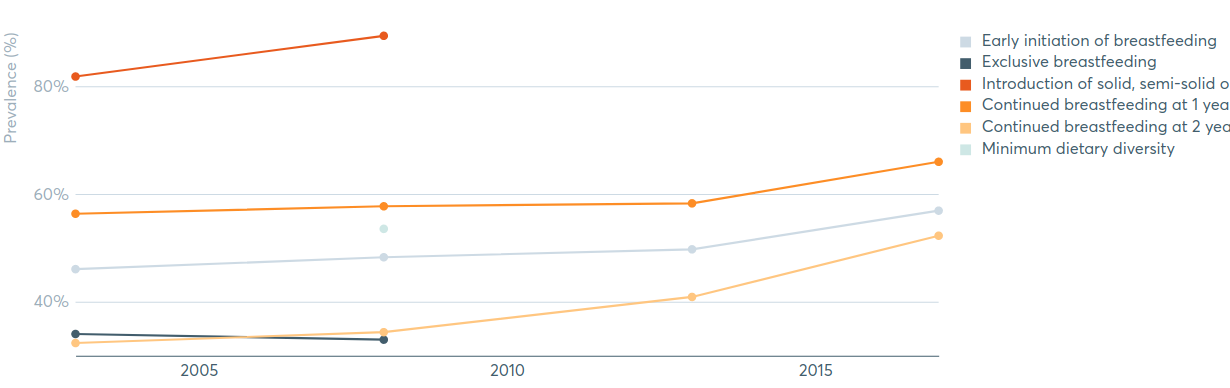 Prevalence (%)
80%
60%
40%
2005
2010
2015
Early initiation of breastfeeding
Exclusive breastfeeding
Introduction of solid, semi-solid o
Continued breastfeeding at 1 yea
Continued breastfeeding at 2 yea
Minimum dietary diversity